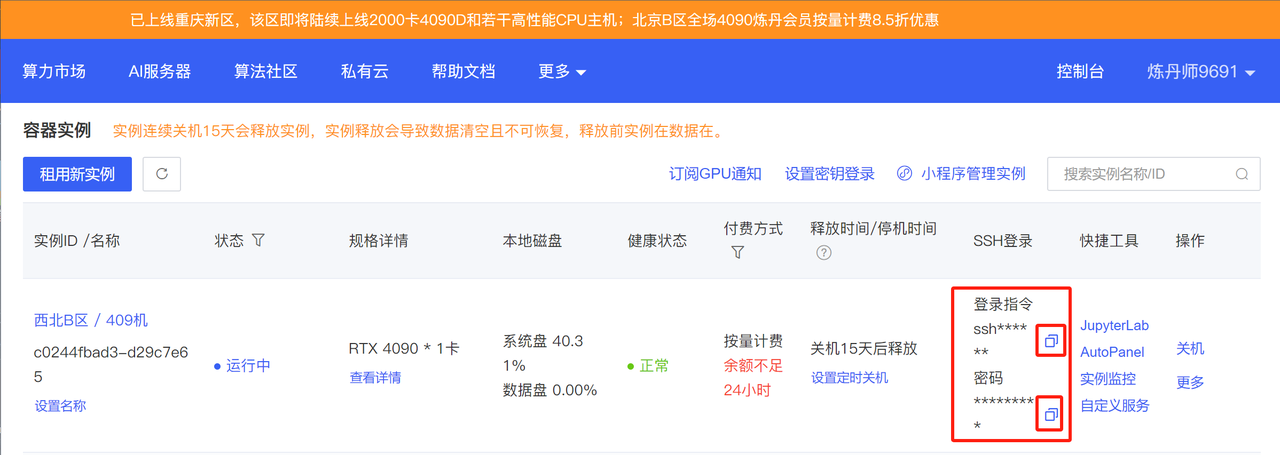 已上线重庆新区，该区即将陆续上线2000卡4090D和若干高性能CPU主机；北京B区全场4090炼丹会员按量计费8.5折优惠
算力市场 AI服务器 算法社区 私有云 帮助文档 更多 控制台 炼丹师9691
容器实例 实例连续关机15天会释放实例，实例释放会导致数据清空且不可恢复，释放前实例在数据在。
租用新实例 订阅GPU通知 设置密钥登录 小程序管理实例 搜索实例名称/ID
实例ID /名称 状态 规格详情 本地磁盘 健康状态 付费方式 释放时间/停机时间 SSH登录 快捷工具 操作
西北B区 / 409机
c0244fbad3-d29c7e6
5
设置名称
运行中
RTX 4090 * 1卡
查看详情
系统盘 40.3
1%
数据盘 0.00%
正常
按量计费
余额不足
24小时
关机15天后释放
设置定时关机
登录指令
ssh****
**
密码
********
*
JupyterLab
AutoPanel
实例监控
自定义服务
关机
更多